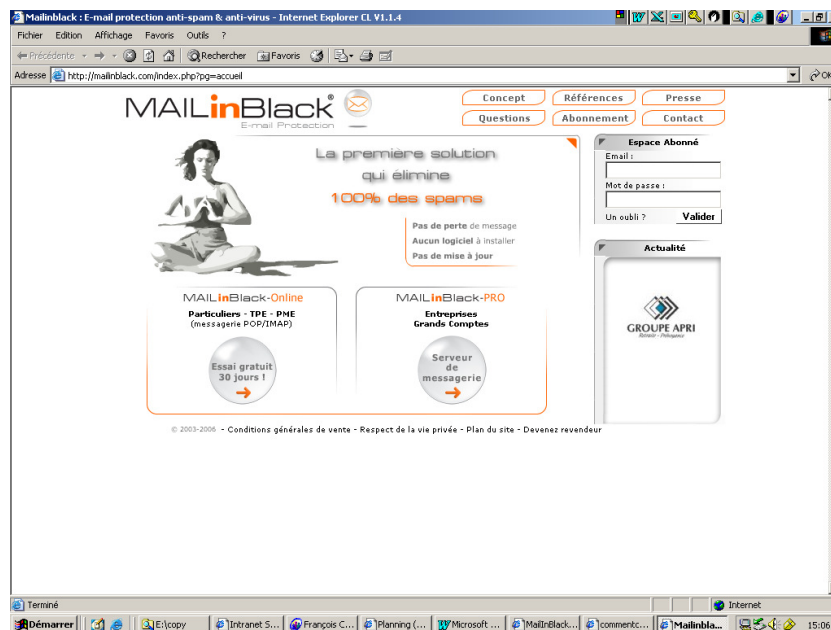 Mailinblack : E-mail protection anti-spam & anti-virus - Internet Explorer CL V1.1.4
Fichier Edition Affichage Favoris Outils ?
Précédente Rechercher Favoris
Adresse http://mailinblack.com/index.php?pg=accueil OK
MAILinBlack®
E-mail Protection
Concept Références Presse
Questions Abonnement Contact
La première solution
qui élimine
100% des spams
Pas de perte de message
Aucun logiciel à installer
Pas de mise à jour
Espace Abonné
Email :
Mot de passe :
Un oubli ? Valider
Actualité
GROUPE APRI
Retraite - Prévoyance
MAILinBlack-Online
Particuliers - TPE - PME
(messagerie POP/IMAP)
Essai gratuit
30 jours !
MAILinBlack-PRO
Entreprises
Grands Comptes
Serveur
de
messagerie
© 2003-2006 - Conditions générales de vente - Respect de la vie privée - Plan du site - Devenez revendeur
Terminé Internet
Démarrer E:\copy Intranet S... François C... Planning (... Microsoft ... MailInBlack... commentc... Mailinbla... 15:06